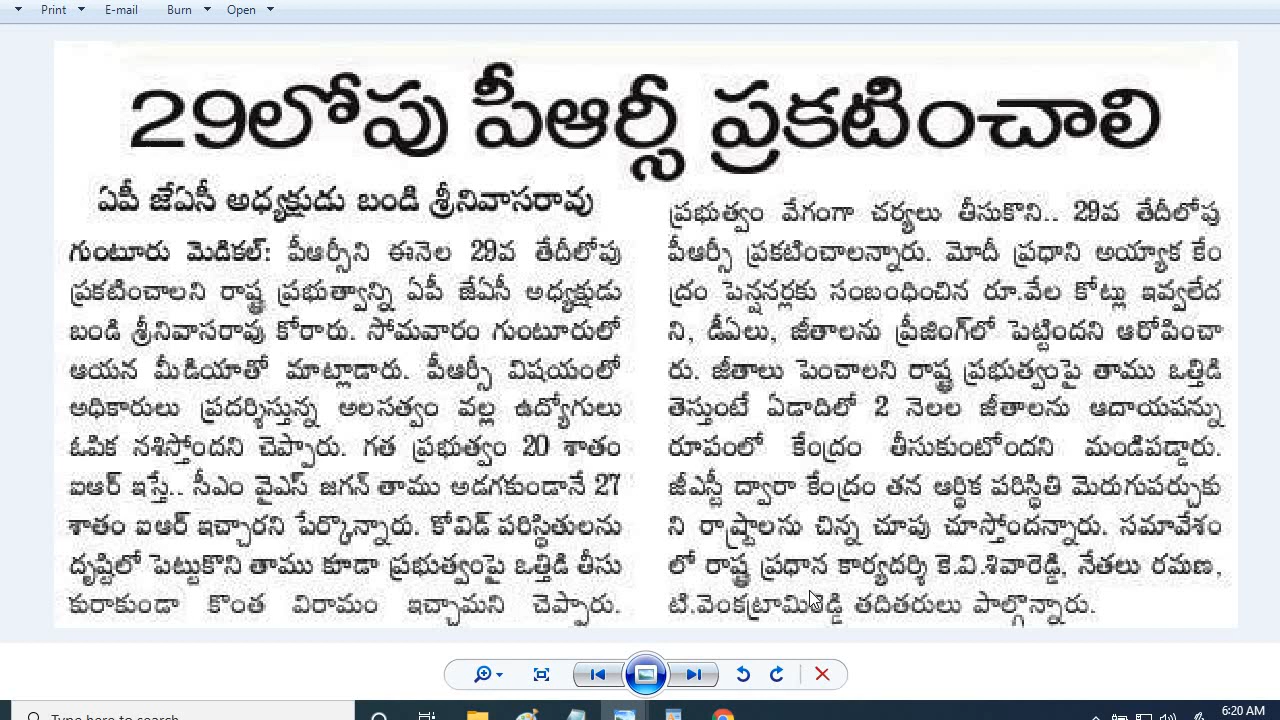 Print
E-mail
Burn
Open
29లోపు పీఆర్సీ ప్రకటించాలి
ఏపీ జేఏసీ అధ్యక్షుడు బండి శ్రీనివాసరావు
గుంటూరు మెడికల్: పీఆర్సీని ఈనెల 29వ తేదీలోపు
ప్రకటించాలని రాష్ట్ర ప్రభుత్వాన్ని ఏపీ జేఏసీ అధ్యక్షుడు
బండి శ్రీనివాసరావు కోరారు. సోమవారం గుంటూరులో
ఆయన మీడియాతో మాట్లాడారు. పీఆర్సీ విషయంలో
అధికారులు ప్రదర్శిస్తున్న అలసత్వం వల్ల ఉద్యోగులు
ఓపిక నశిస్తోందని చెప్పారు. గత ప్రభుత్వం 20 శాతం
ఐఆర్ ఇస్తే.. సీఎం వైఎస్ జగన్ తాము అడగకుండానే 27
శాతం ఐఆర్ ఇచ్చారని పేర్కొన్నారు. కోవిడ్ పరిస్థితులను
దృష్టిలో పెట్టుకొని తాము కూడా ప్రభుత్వంపై ఒత్తిడి తీసు
కురాకుండా కొంత విరామం ఇచ్చామని చెప్పారు.
ప్రభుత్వం వేగంగా చర్యలు తీసుకొని.. 29వ తేదీలోపు
పీఆర్సీ ప్రకటించాలన్నారు. మోదీ ప్రధాని అయ్యాక కేం
ద్రం పెన్షనర్లకు సంబంధించిన రూ.వేల కోట్లు ఇవ్వలేద
ని, డీఏలు, జీతాలను ఫ్రీజింగ్‌లో పెట్టిందని ఆరోపించా
రు. జీతాలు పెంచాలని రాష్ట్ర ప్రభుత్వంపై తాము ఒత్తిడి
తెస్తుంటే ఏడాదిలో 2 నెలల జీతాలను ఆదాయపన్ను
రూపంలో కేంద్రం తీసుకుంటోందని మండిపడ్డారు.
జీఎస్టీ ద్వారా కేంద్రం తన ఆర్థిక పరిస్థితి మెరుగుపర్చుకు
ని రాష్ట్రాలను చిన్న చూపు చూస్తోందన్నారు. సమావేశం
లో రాష్ట్ర ప్రధాన కార్యదర్శి కె.వి.శివారెడ్డి, నేతలు రమణ,
టి.వెంకట్రామిరెడ్డి తదితరులు పాల్గొన్నారు.
Type here to search
6:20 AM